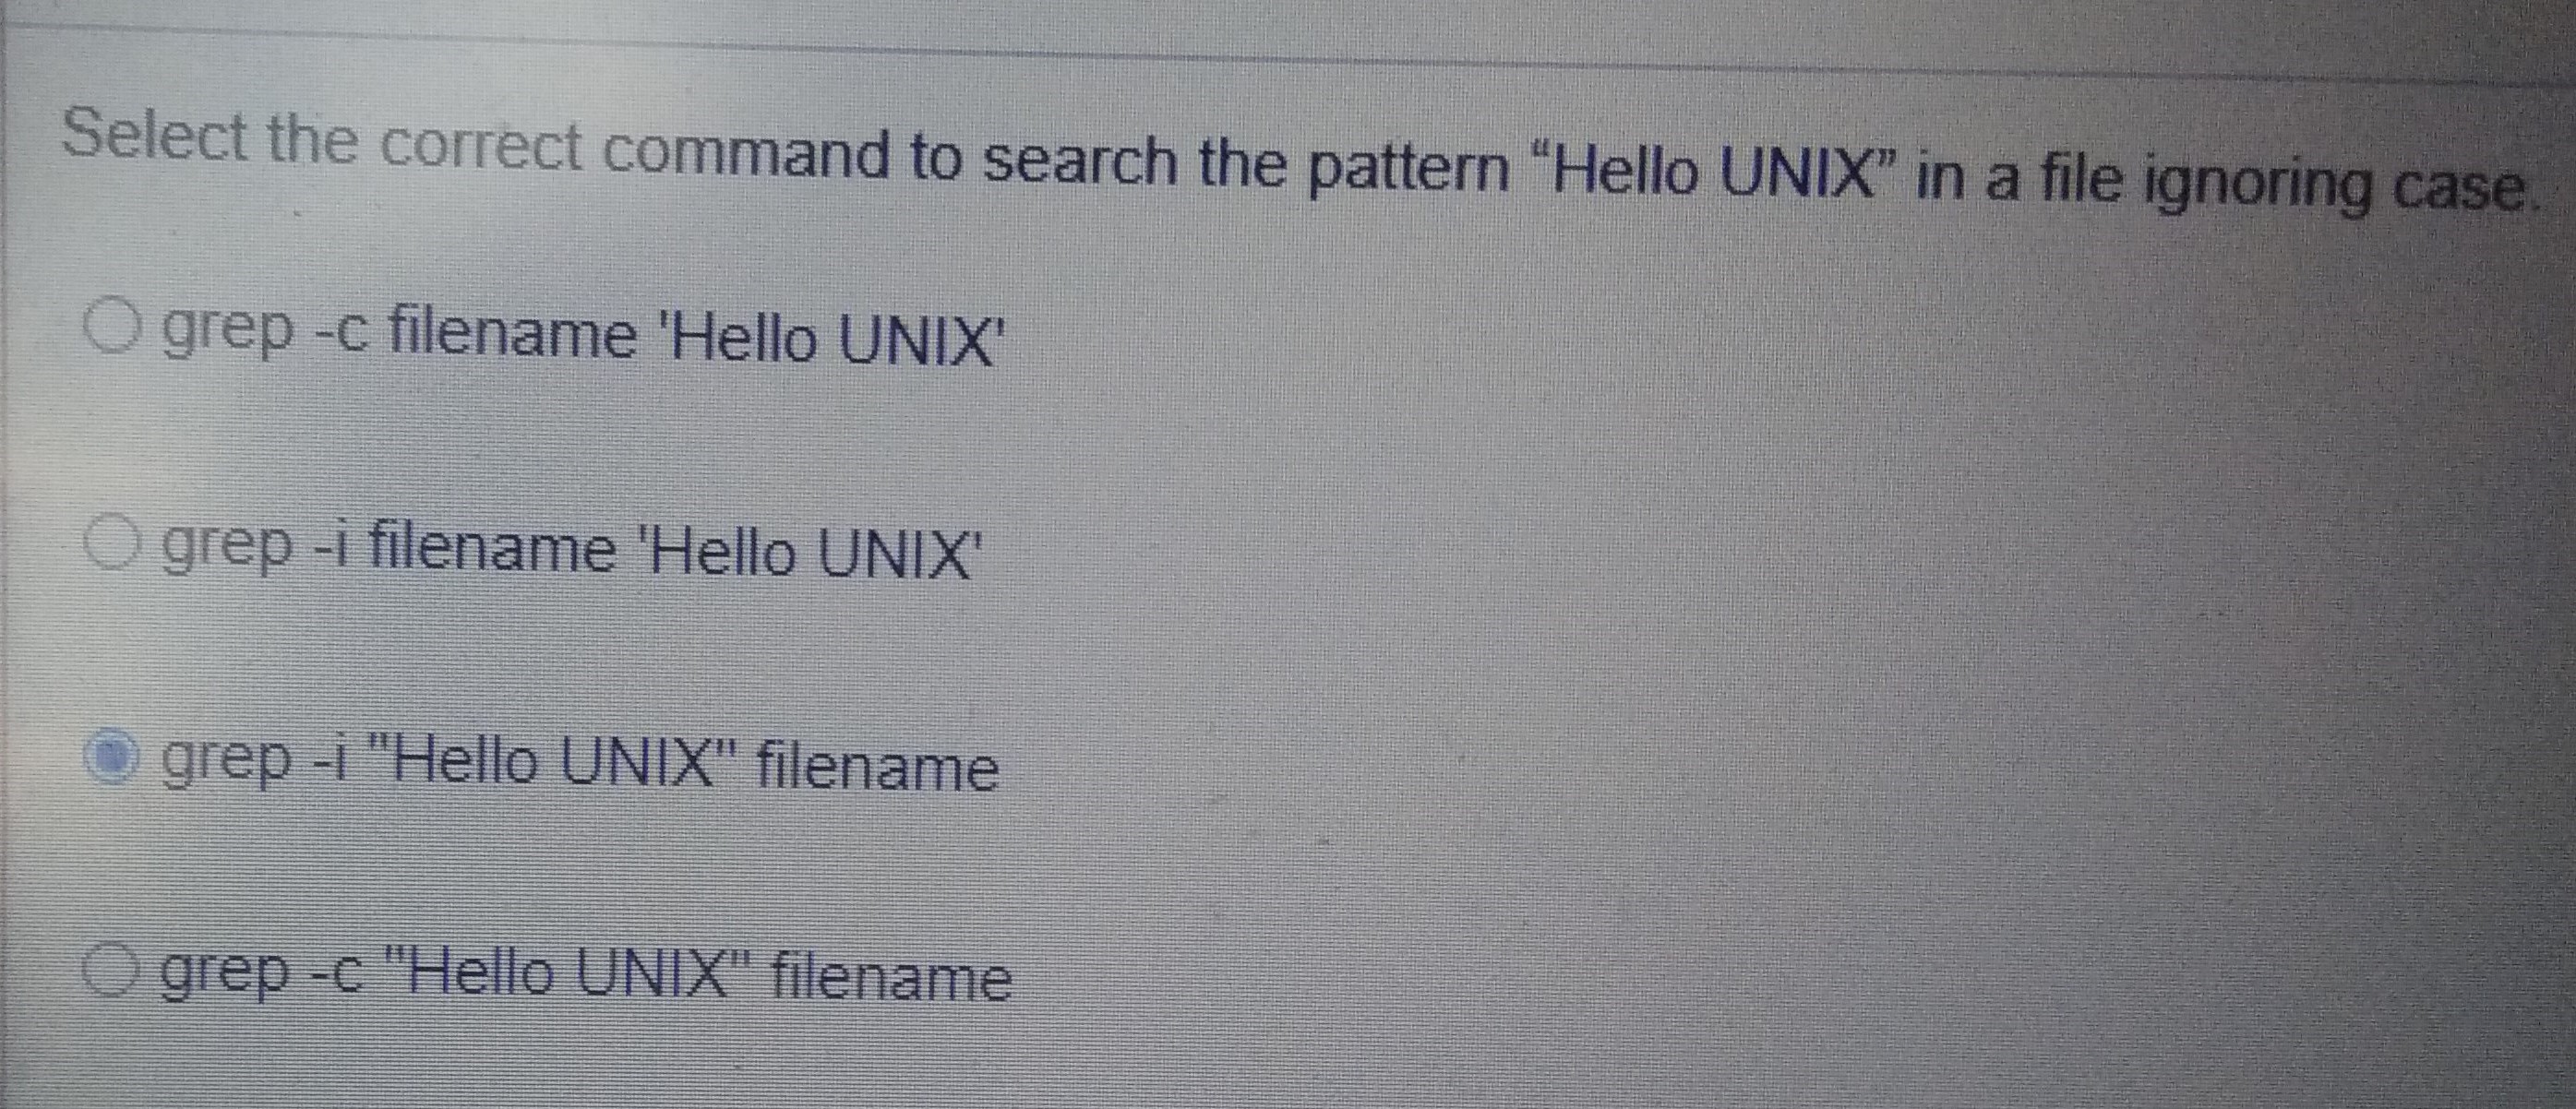 Select the correct command to search the pattern “Hello UNIX” in a file ignoring case.
grep -c filename 'Hello UNIX'
grep -i filename 'Hello UNIX'
grep -i "Hello UNIX" filename
grep -c "Hello UNIX" filename